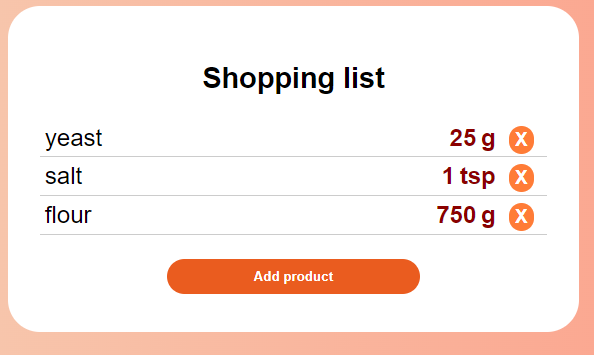 Shopping list
yeast 25 g X
salt 1 tsp X
flour 750 g X
Add product